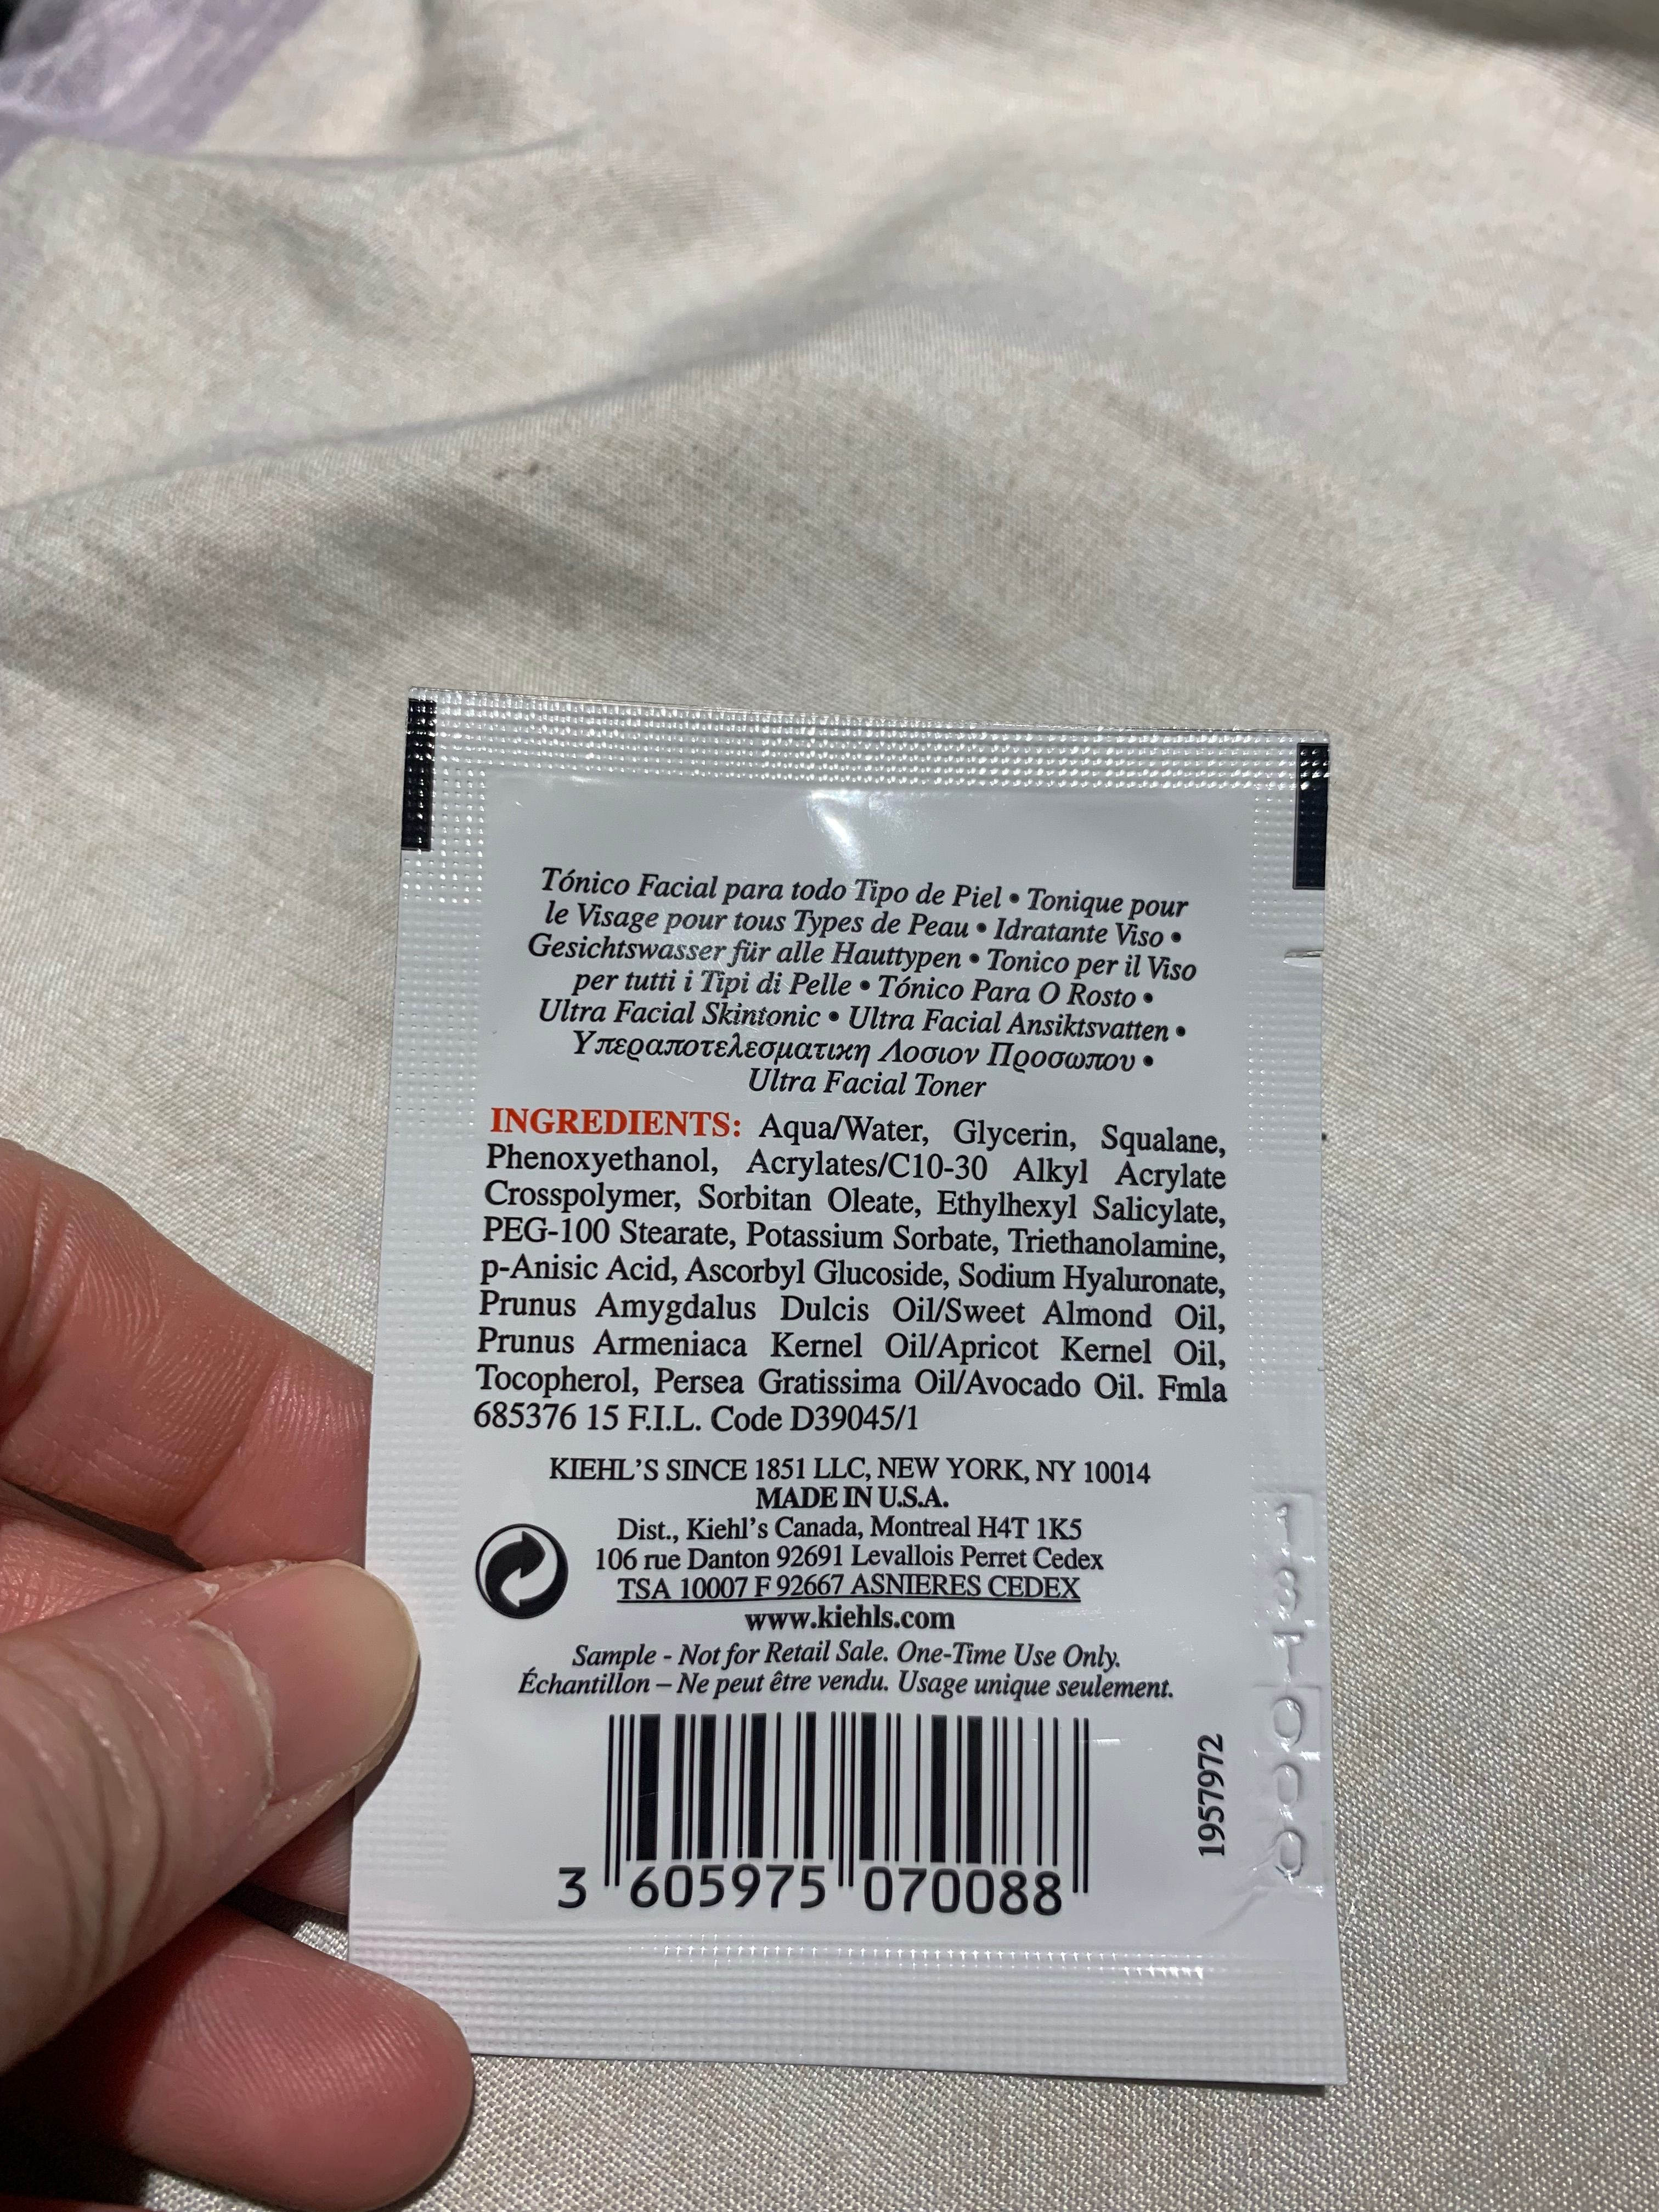 Tónico Facial para todo Tipo de Piel • Tonique pour
le Visage pour tous Types de Peau • Idratante Viso •
Gesichtswasser für alle Hauttypen • Tonico per il Viso
per tutti i Tipi di Pelle • Tónico Para O Rosto •
Ultra Facial Skintonic • Ultra Facial Ansiktsvatten •
Υπεραποτελεσματικη Λοσιον Προσωπου •
Ultra Facial Toner
INGREDIENTS: Aqua/Water, Glycerin, Squalane,
Phenoxyethanol, Acrylates/C10-30 Alkyl Acrylate
Crosspolymer, Sorbitan Oleate, Ethylhexyl Salicylate,
PEG-100 Stearate, Potassium Sorbate, Triethanolamine,
p-Anisic Acid, Ascorbyl Glucoside, Sodium Hyaluronate,
Prunus Amygdalus Dulcis Oil/Sweet Almond Oil,
Prunus Armeniaca Kernel Oil/Apricot Kernel Oil,
Tocopherol, Persea Gratissima Oil/Avocado Oil. Fmla
685376 15 F.I.L. Code D39045/1
KIEHL'S SINCE 1851 LLC, NEW YORK, NY 10014
MADE IN U.S.A.
Dist., Kiehl's Canada, Montreal H4T 1K5
106 rue Danton 92691 Levallois Perret Cedex
TSA 10007 F 92667 ASNIERES CEDEX
www.kiehls.com
Sample - Not for Retail Sale. One-Time Use Only.
Échantillon – Ne peut être vendu. Usage unique seulement.
3 605975 070088
1957972